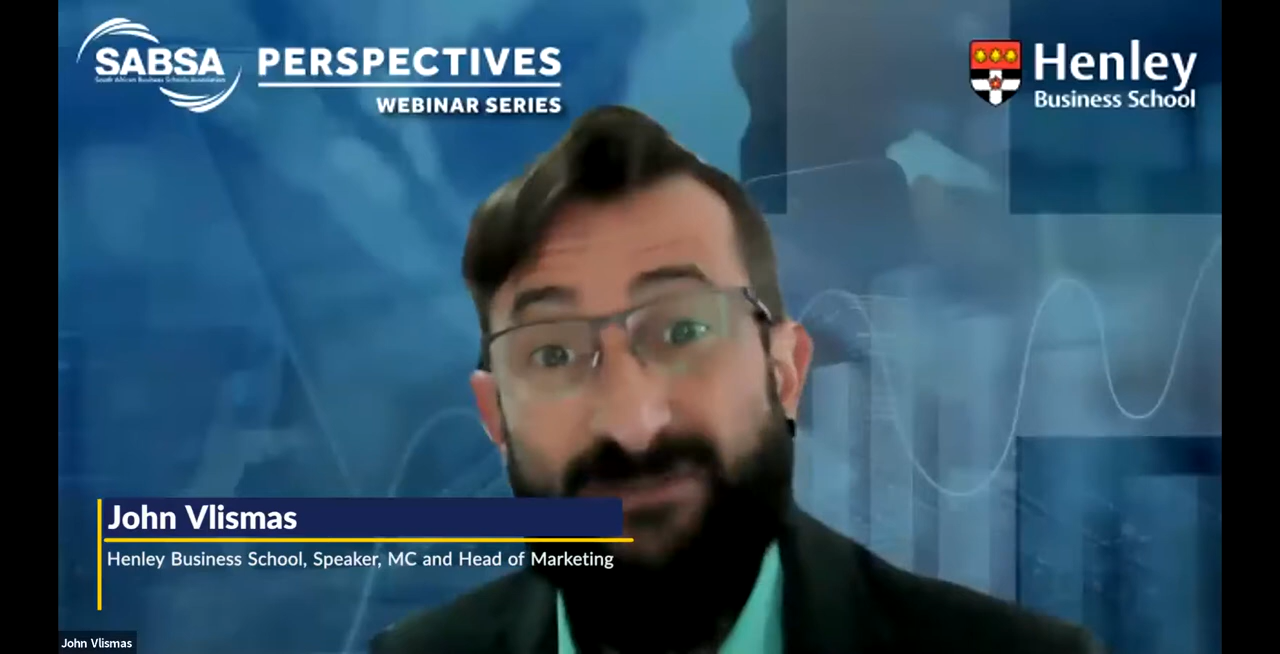 SABSA
South African Business Schools Association
PERSPECTIVES
WEBINAR SERIES
Henley
Business School
John Vlismas
Henley Business School, Speaker, MC and Head of Marketing
John Vlismas